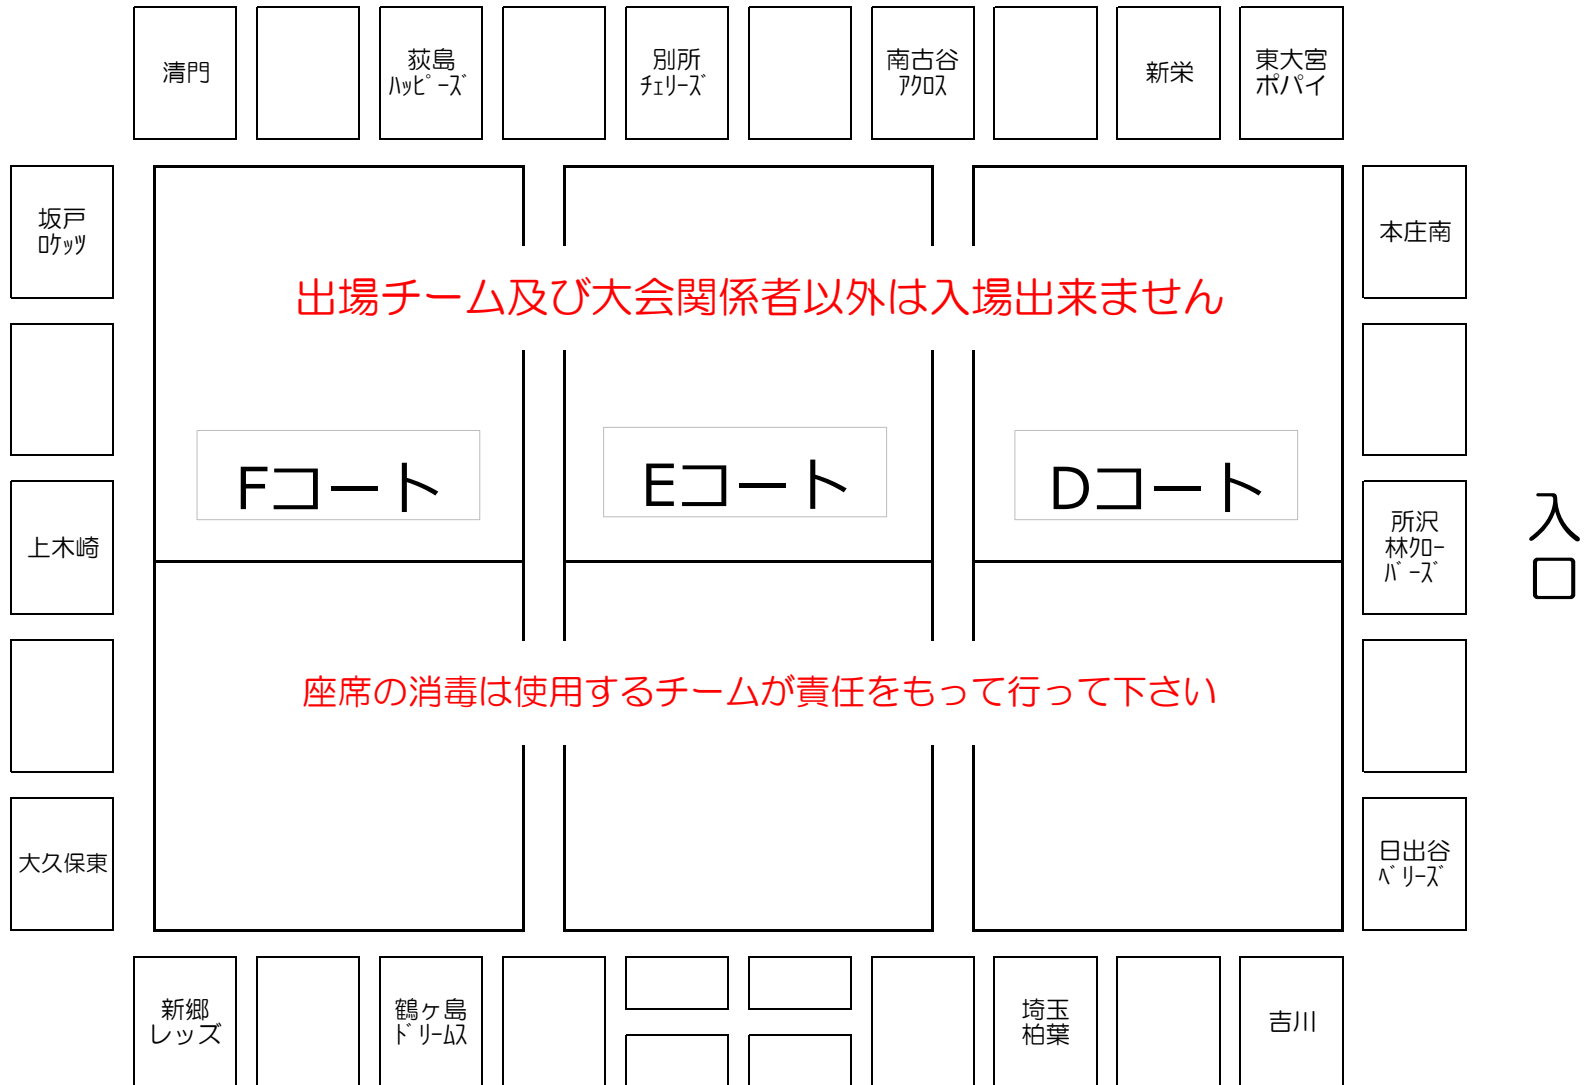 清門
荻島
ﾊｯﾋﾟｰｽﾞ
別所
ﾁｪﾘｰｽﾞ
南古谷
ｱｸﾛｽ
新栄
東大宮
ポパイ
坂戸
ﾛｹｯﾂ
本庄南
出場チーム及び大会関係者以外は入場出来ません
Fコート
Eコート
Dコート
上木崎
所沢
林ｸﾛｰ
ﾊﾞｰｽﾞ
入口
座席の消毒は使用するチームが責任をもって行って下さい
大久保東
日出谷
ﾍﾞﾘｰｽﾞ
新郷
レッズ
鶴ヶ島
ﾄﾞﾘｰﾑｽ
埼玉
柏葉
吉川